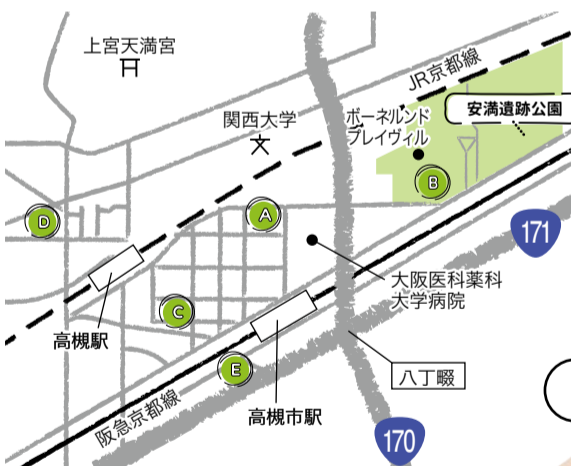 上宮天満宮
JR京都線
関西大学
ボーネルンド
プレイヴィル
安満遺跡公園
B
A
D
171
大阪医科薬科
大学病院
C
高槻駅
E
八丁畷
高槻市駅
阪急京都線
170